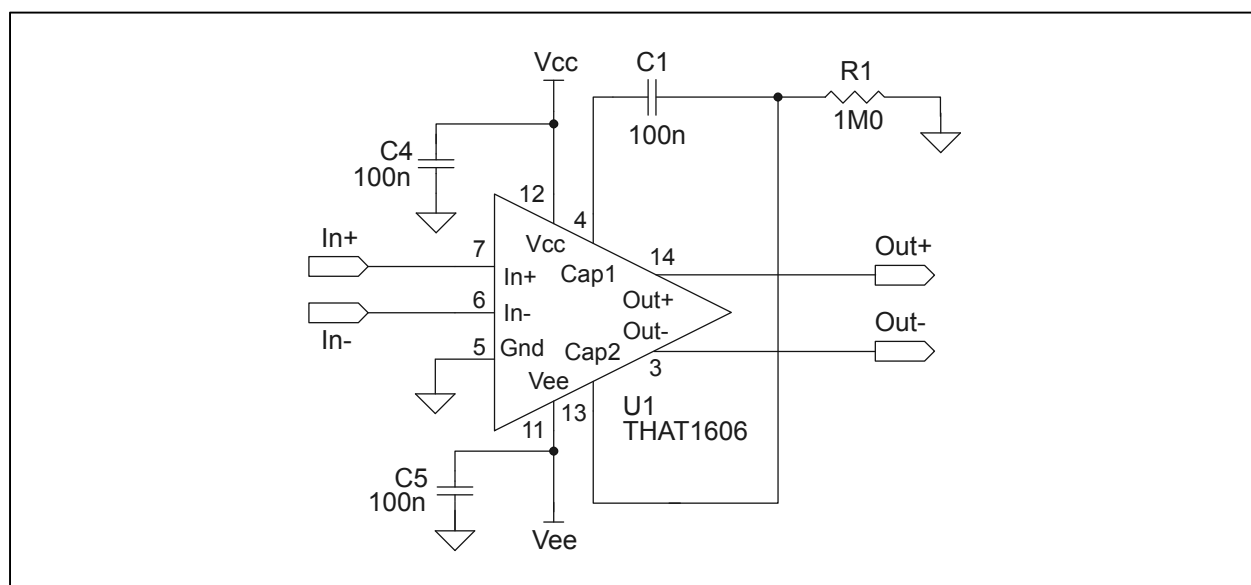 Vcc
C1
R1
100n
1M0
C4
100n
12
4
In+
7
Vcc
Cap1
14
Out+
In+
Out+
6
In-
Out-
In-
Out-
5
Gnd
Cap2
3
Vee
13
U1
THAT1606
11
C5
100n
Vee